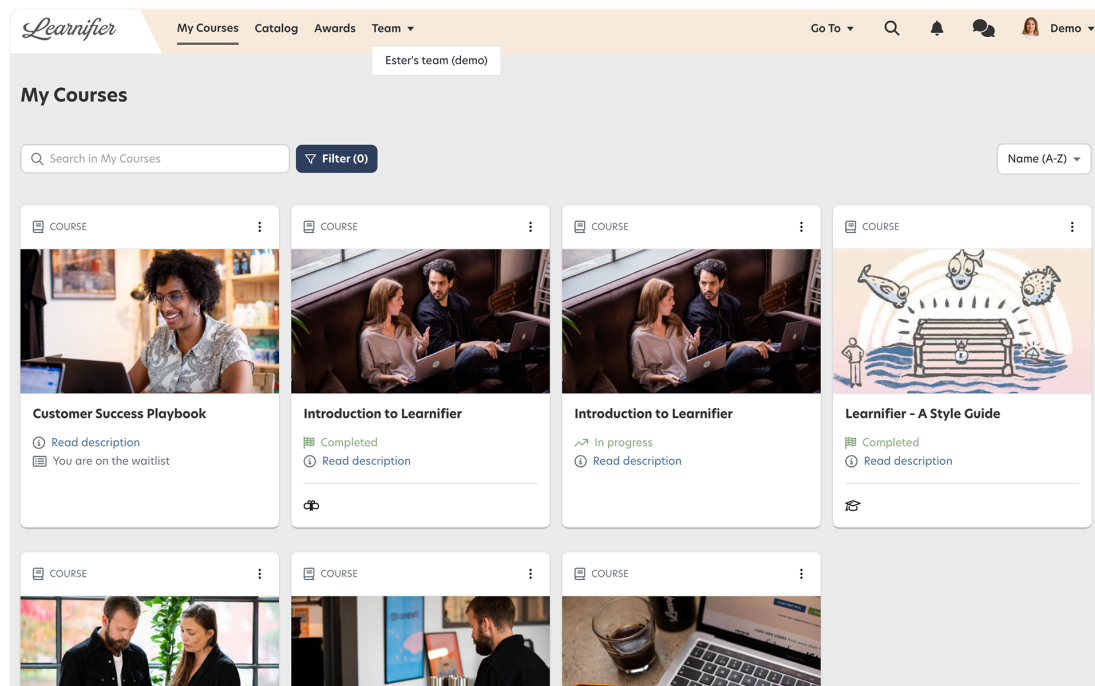 Learnifier
My Courses
Catalog
Awards
Team
Go To
Demo
Ester's team (demo)
My Courses
Search in My Courses
Filter (0)
Name (A-Z)
COURSE
COURSE
COURSE
COURSE
Customer Success Playbook
Read description
You are on the waitlist
Introduction to Learnifier
Completed
Read description
Introduction to Learnifier
In progress
Read description
Learnifier - A Style Guide
Completed
Read description
COURSE
COURSE
COURSE